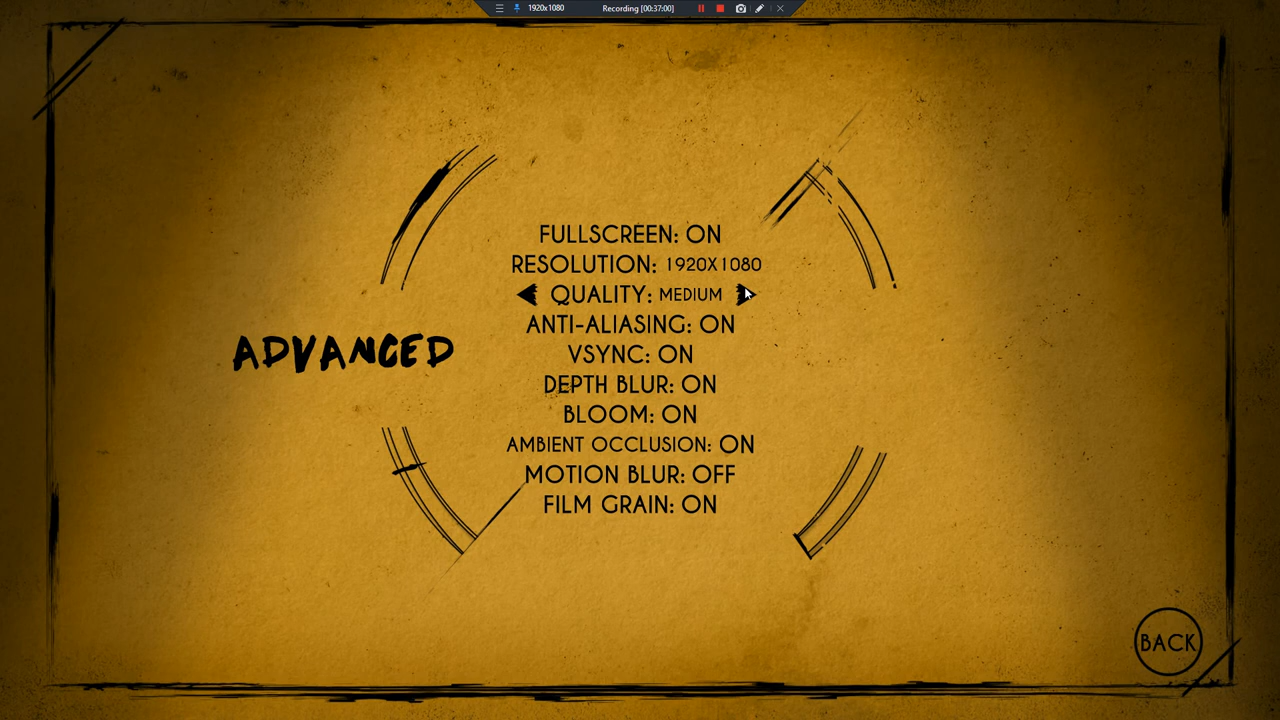 1920x1080 Recording [00:37:00]
FULLSCREEN: ON
RESOLUTION: 1920X1080
QUALITY: MEDIUM
ANTI-ALIASING: ON
ADVANCED
VSYNC: ON
DEPTH BLUR: ON
BLOOM: ON
AMBIENT OCCLUSION: ON
MOTION BLUR: OFF
FILM GRAIN: ON
BACK